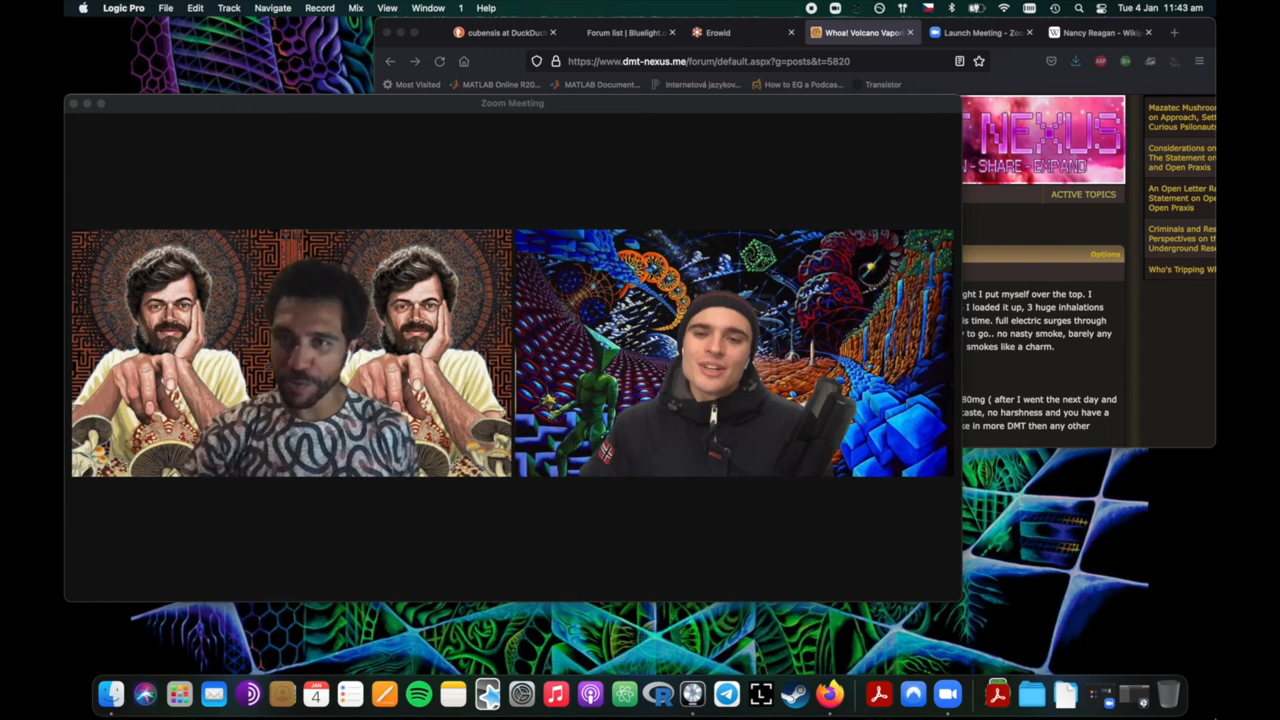 Logic Pro File Edit Track Navigate Record Mix View Window 1 Help Tue 4 Jan 11:43 am
cubensis at DuckDuc Forum list | Bluelight. Erowid Whoa! Volcano Vapori Launch Meeting - Zo Nancy Reagan - Wiki
https://www.dmt-nexus.me/forum/default.aspx?g=posts&t=5820
Most Visited MATLAB Online R20... MATLAB Document... Internetová jazykov... How to EQ a Podcas... Transistor
Zoom Meeting
NEXUS
- SHARE - EXPAND
ACTIVE TOPICS
Options
ght I put myself over the top. I
I loaded it up, 3 huge inhalations
is time. full electric surges through
to go.. no nasty smoke, barely any
smokes like a charm.
80mg ( after I went the next day and
taste, no harshness and you have a
e in more DMT then any other
Mazatec Mushroom
on Approach, Sett
Curious Psilonauts
Considerations on
The Statement on
and Open Praxis
An Open Letter Re
Statement on Ope
Open Praxis
Criminals and Res
Perspectives on th
Underground Rese
Who's Tripping Wh
JAN
4